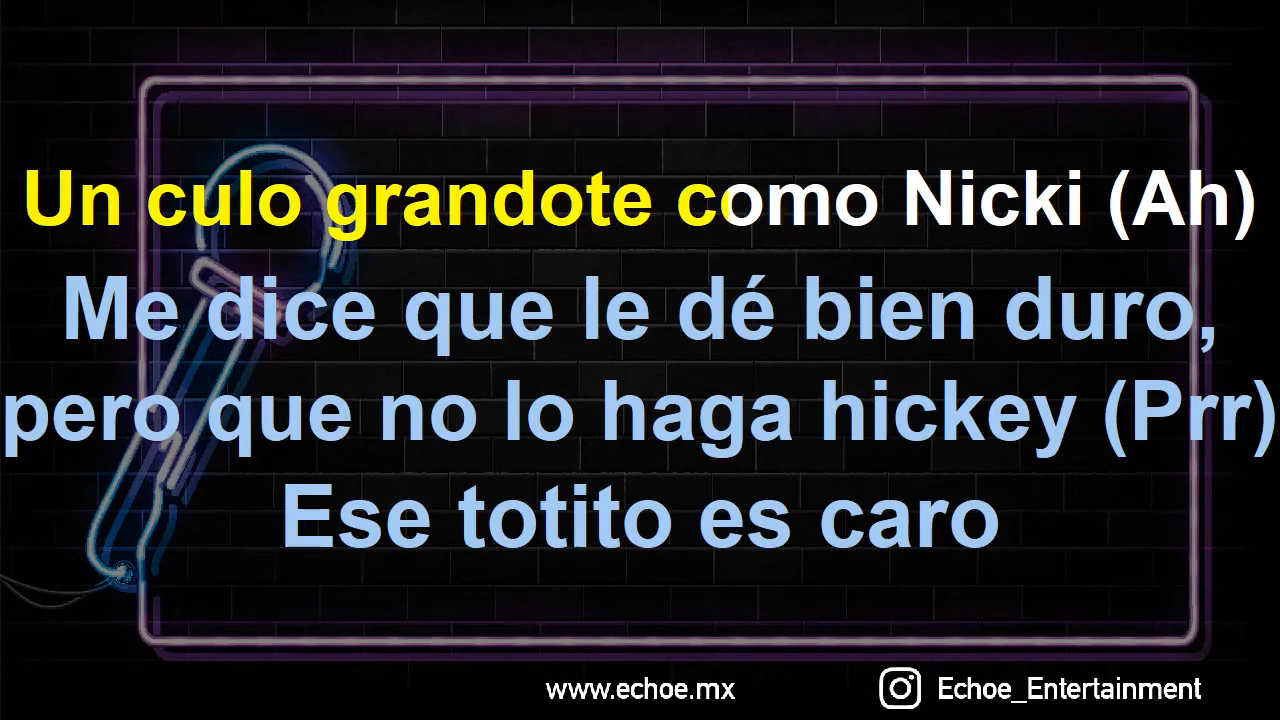 Un culo grandote como Nicki (Ah)
Me dice que le dé bien duro,
pero que no lo haga hickey (Prr)
Ese totito es caro
www.echoe.mx
Echoe_Entertainment